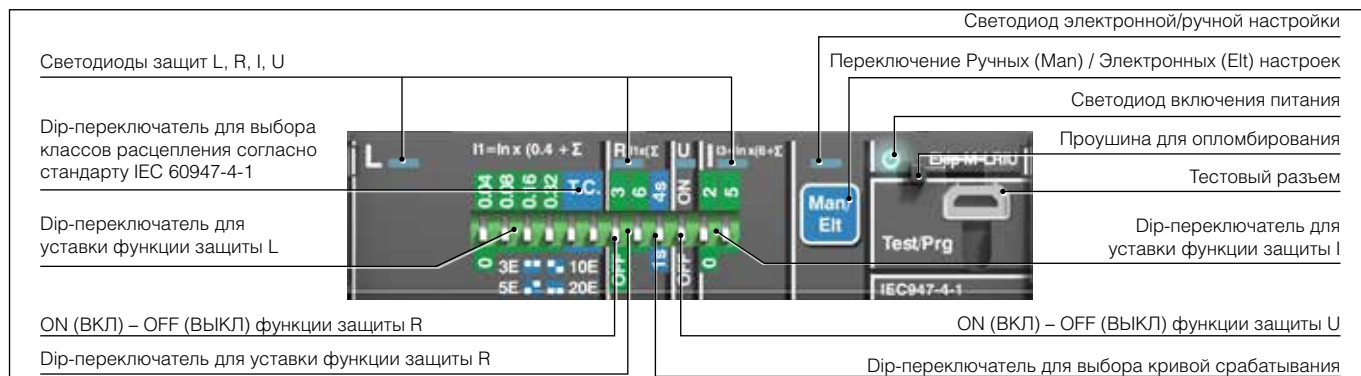 Светодиод электронной/ручной настройки
Светодиоды защит L, R, I, U
Переключение Ручных (Man) / Электронных (Elt) настроек
Светодиод включения питания
Dip-переключатель для выбора
классов расцепления согласно
стандарту IEC 60947-4-1
Проушина для опломбирования
Тестовый разъем
Dip-переключатель для
уставки функции защиты L
Dip-переключатель для
уставки функции защиты I
L
I1=In x (0.4 + Σ
R
U
I
0.04
0.08
0.16
0.32
T.C.
3
6
4s
ON
2
5
Man/
Elt
Test/Prg
0
3E
10E
5E
20E
OFF
1s
OFF
0
IEC947-4-1
ON (ВКЛ) – OFF (ВЫКЛ) функции защиты R
ON (ВКЛ) – OFF (ВЫКЛ) функции защиты U
Dip-переключатель для уставки функции защиты R
Dip-переключатель для выбора кривой срабатывания